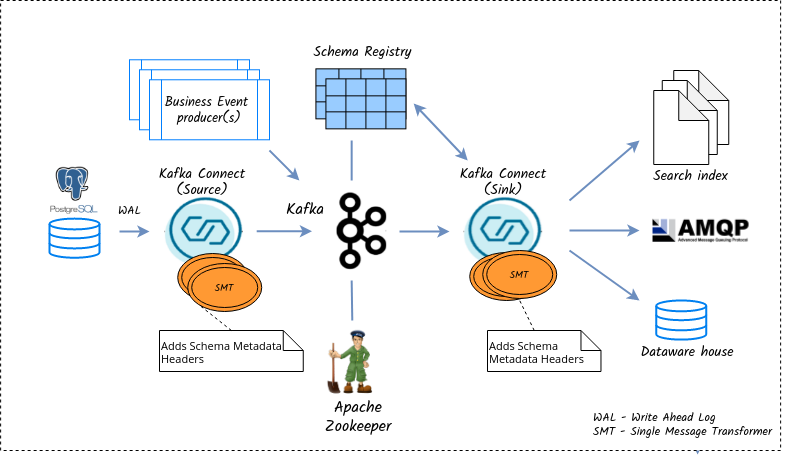 Schema Registry
Business Event
producer(s)
Kafka Connect
(Source)
Kafka Connect
(Sink)
Search index
PostgreSQL
WAL
Kafka
AMQP
Advanced Message Queuing Protocol
SMT
SMT
Adds Schema Metadata
Headers
Adds Schema
Metadata Headers
Dataware house
Apache
Zookeeper
WAL - Write Ahead Log
SMT - Single Message Transformer